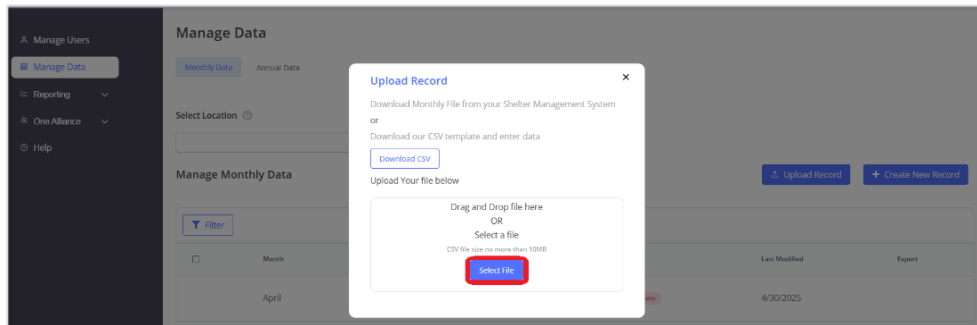 Manage Users
Manage Data
Reporting
One Alliance
Help
Manage Data
Monthly Data Annual Data
Select Location
Manage Monthly Data
Upload Record + Create New Record
Filter
Month Last Modified Export
April 4/30/2025
Upload Record ×
Download Monthly File from your Shelter Management System
or
Download our CSV template and enter data
Download CSV
Upload Your file below
Drag and Drop file here
OR
Select a file
CSV file size no more than 10MB
Select File